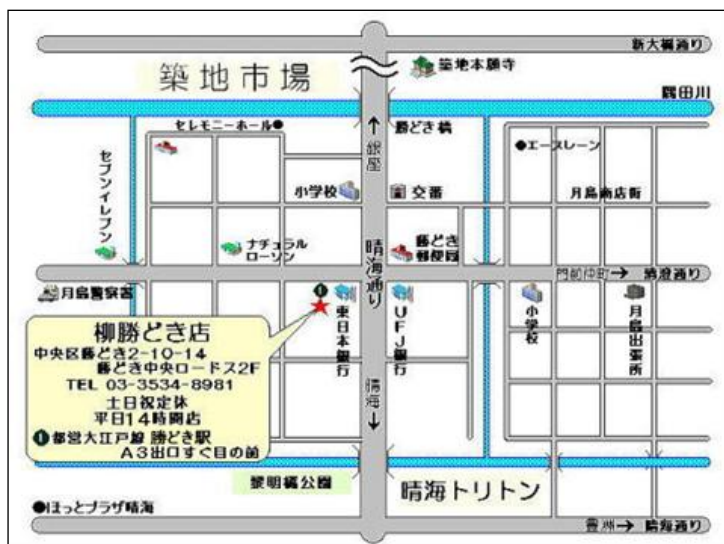 新大橋通り
築地本願寺
築地市場
隅田川
セレモニーホール●
勝どき橋
●エースレーン
↑
銀座
セブンイレブン
小学校
交番
月島商店街
ナチュラル
ローソン
晴海通り
藤どき
郵便局
門前仲町→ 清澄通り
月島警察署
東日本銀行
UFJ銀行
小学校
月島出張所
柳勝どき店
中央区藤どき2-10-14
藤どき中央ロードス2F
TEL 03-3534-8981
土日祝定休
平日14時開店
都営大江戸線 勝どき駅
A3出口すぐ目の前
晴海
↓
黎明橋公園
晴海トリトン
●ほっとプラザ晴海
豊洲→ 晴海通り